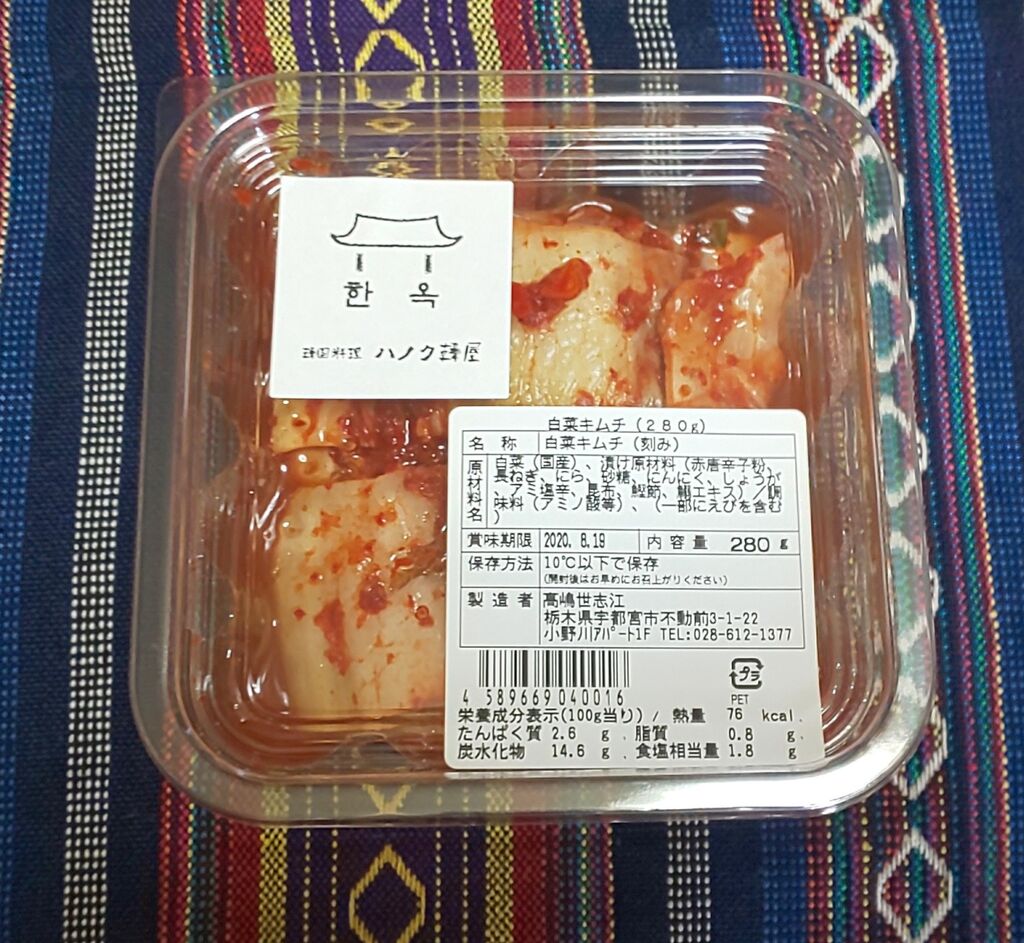 한 옥
韓国料理 ハノク韓屋
白菜キムチ (280g)
名 称 白菜キムチ (刻み)
原材料名 白菜 (国産)、漬け原材料 (赤唐辛子粉、
長ねぎ、にら、砂糖、にんにく、しょうが
、アミ塩辛、昆布、鰹節、鰯エキス) / 調
味料 (アミノ酸等)、 (一部にえびを含む
)
賞味期限 2020. 8.19 内 容 量 280 g
保存方法 10℃以下で保存
(開封後はお早めにお召上がりください)
製 造 者 髙嶋世志江
栃木県宇都宮市不動前3-1-22
小野川アパート1F TEL:028-612-1377
4 589669 040016
プラ
PET
栄養成分表示(100g当り) / 熱量 76 kcal、
たんぱく質 2.6 g 、脂質 0.8 g、
炭水化物 14.6 g 、食塩相当量 1.8 g